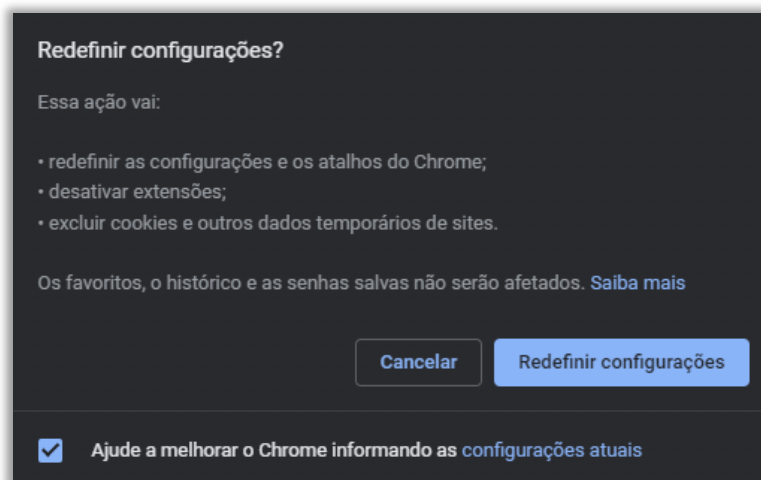 Redefinir configurações?
Essa ação vai:
• redefinir as configurações e os atalhos do Chrome;
• desativar extensões;
• excluir cookies e outros dados temporários de sites.
Os favoritos, o histórico e as senhas salvas não serão afetados. Saiba mais
Cancelar
Redefinir configurações
Ajude a melhorar o Chrome informando as configurações atuais